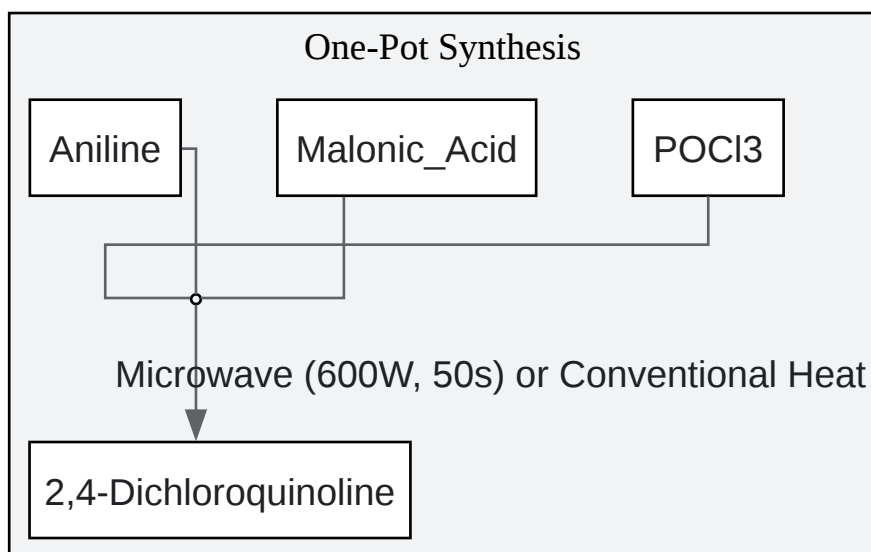 One-Pot Synthesis
Aniline
Malonic_Acid
POCl3
Microwave (600W, 50s) or Conventional Heat
2,4-Dichloroquinoline